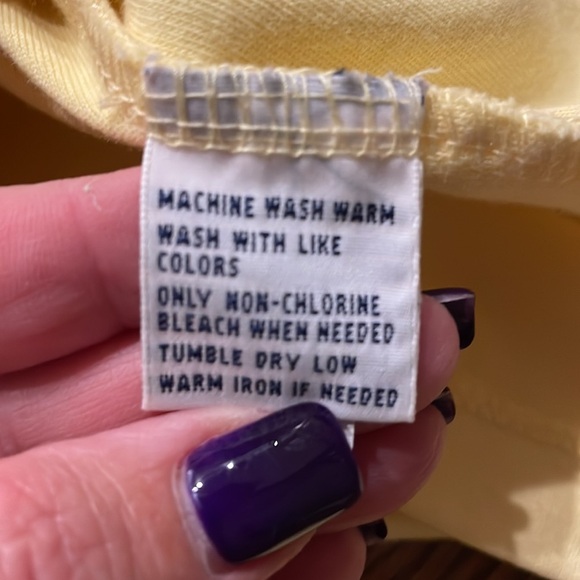 MACHINE WASH WARM
WASH WITH LIKE
COLORS
ONLY NON-CHLORINE
BLEACH WHEN NEEDED
TUMBLE DRY LOW
WARM IRON IF NEEDED